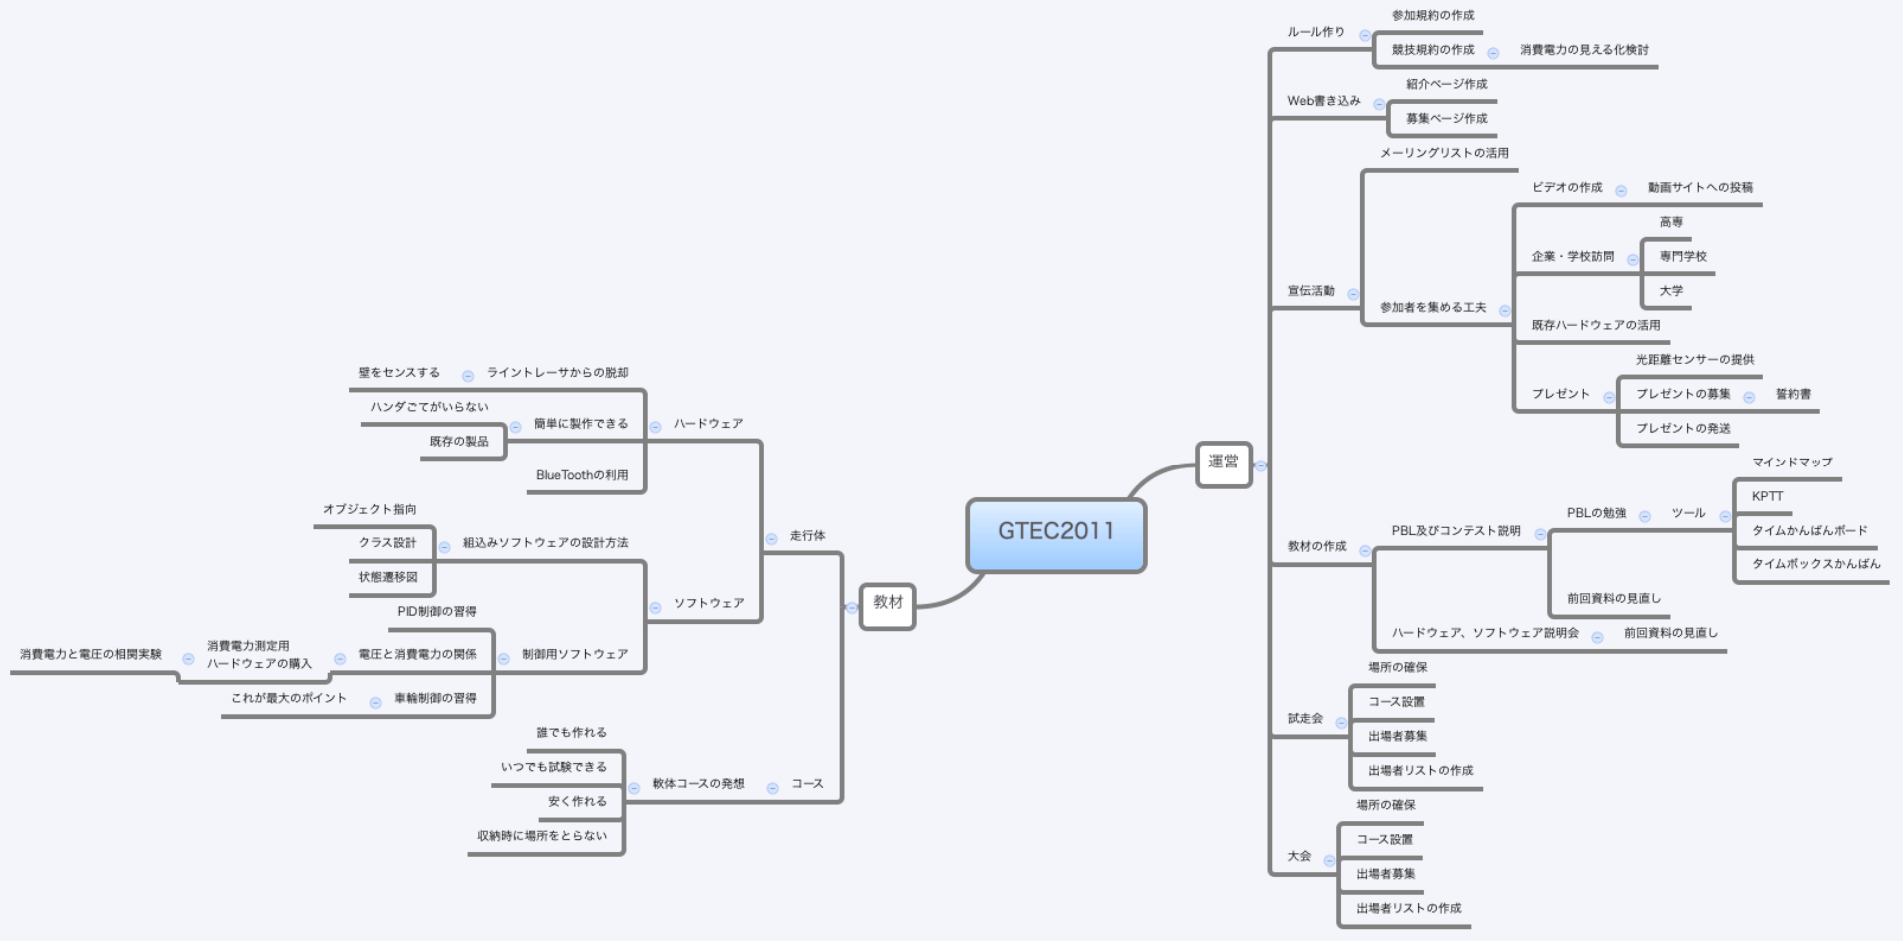 GTEC2011
運営
ルール作り
参加規約の作成
競技規約の作成
消費電力の見える化検討
Web書き込み
紹介ページ作成
募集ページ作成
宣伝活動
メーリングリストの活用
参加者を集める工夫
ビデオの作成
動画サイトへの投稿
企業・学校訪問
高専
専門学校
大学
既存ハードウェアの活用
プレゼント
光距離センサーの提供
プレゼントの募集
誓約書
プレゼントの発送
教材の作成
PBL及びコンテスト説明
PBLの勉強
ツール
マインドマップ
KPTT
タイムかんばんボード
タイムボックスかんばん
前回資料の見直し
ハードウェア、ソフトウェア説明会
前回資料の見直し
試走会
場所の確保
コース設置
出場者募集
出場者リストの作成
大会
場所の確保
コース設置
出場者募集
出場者リストの作成
教材
走行体
ハードウェア
ライントレーサからの脱却
壁をセンスする
簡単に製作できる
ハンダごてがいらない
既存の製品
BlueToothの利用
ソフトウェア
組込みソフトウェアの設計方法
オブジェクト指向
クラス設計
状態遷移図
制御用ソフトウェア
PID制御の習得
電圧と消費電力の関係
消費電力測定用
ハードウェアの購入
消費電力と電圧の相関実験
車輪制御の習得
これが最大のポイント
コース
軟体コースの発想
誰でも作れる
いつでも試験できる
安く作れる
収納時に場所をとらない